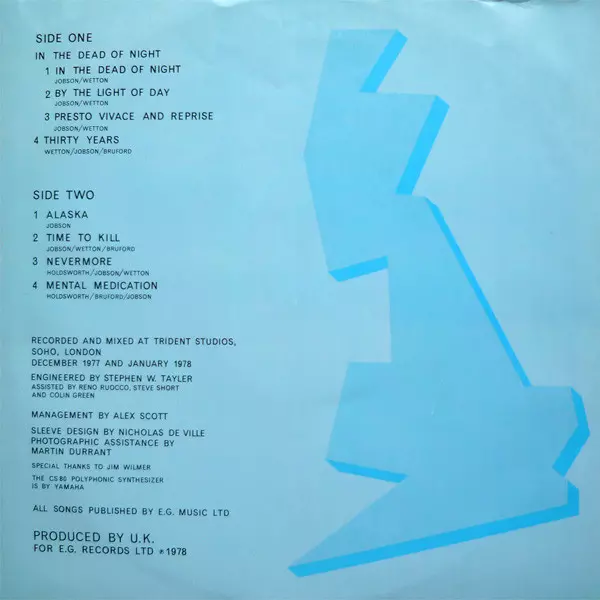 SIDE ONE
IN THE DEAD OF NIGHT
1 IN THE DEAD OF NIGHT
JOBSON/WETTON
2 BY THE LIGHT OF DAY
JOBSON/WETTON
3 PRESTO VIVACE AND REPRISE
JOBSON/WETTON
4 THIRTY YEARS
WETTON/JOBSON/BRUFORD
SIDE TWO
1 ALASKA
JOBSON
2 TIME TO KILL
JOBSON/WETTON/BRUFORD
3 NEVERMORE
HOLDSWORTH/JOBSON/WETTON
4 MENTAL MEDICATION
HOLDSWORTH/BRUFORD/JOBSON
RECORDED AND MIXED AT TRIDENT STUDIOS,
SOHO, LONDON
DECEMBER 1977 AND JANUARY 1978
ENGINEERED BY STEPHEN W. TAYLER
ASSISTED BY RENO RUOCCO, STEVE SHORT
AND COLIN GREEN
MANAGEMENT BY ALEX SCOTT
SLEEVE DESIGN BY NICHOLAS DE VILLE
PHOTOGRAPHIC ASSISTANCE BY
MARTIN DURRANT
SPECIAL THANKS TO JIM WILMER
THE CS80 POLYPHONIC SYNTHESIZER
IS BY YAMAHA
ALL SONGS PUBLISHED BY E.G. MUSIC LTD
PRODUCED BY U.K.
FOR E.G. RECORDS LTD ℗ 1978